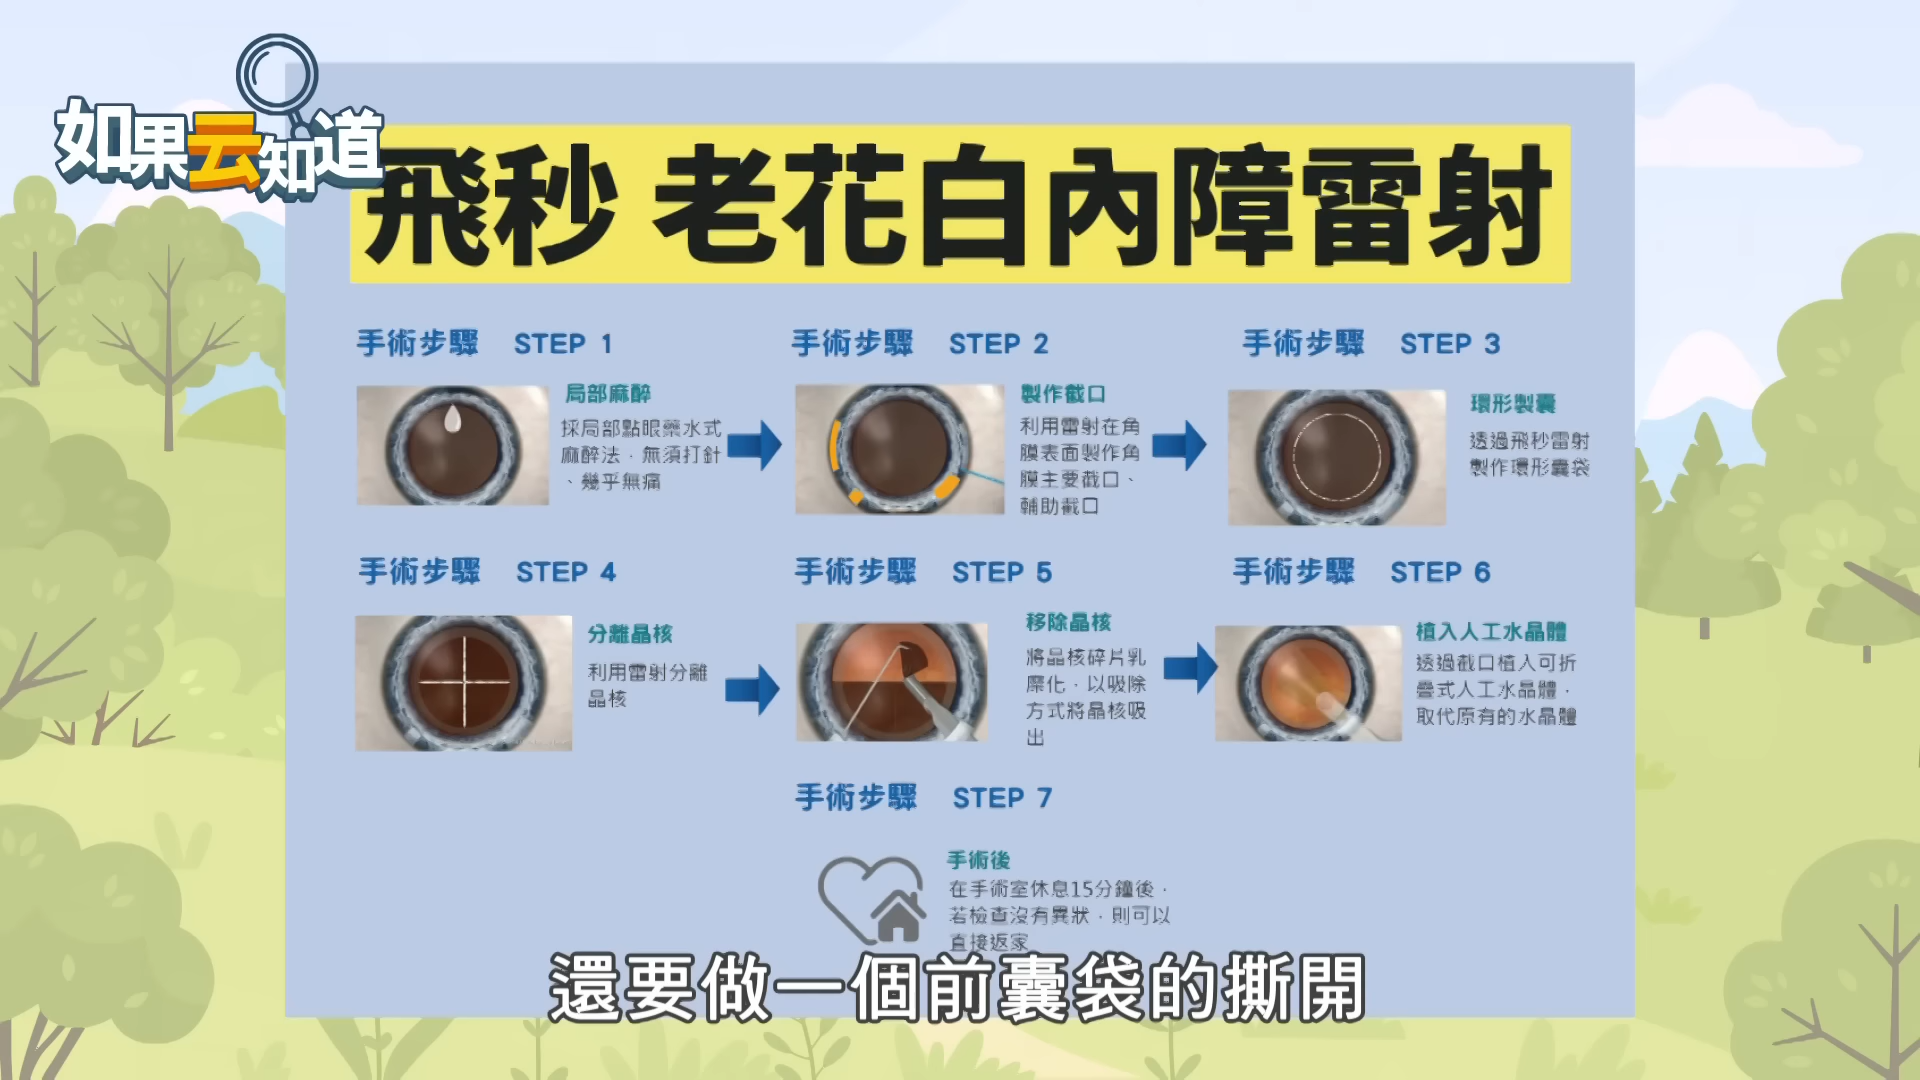 如果云知道
飛秒 老花白內障雷射
手術步驟 STEP 1
局部麻醉
採局部點眼藥水式
麻醉法，無須打針
、幾乎無痛
手術步驟 STEP 2
製作截口
利用雷射在角
膜表面製作角
膜主要截口、
輔助截口
手術步驟 STEP 3
環形製囊
透過飛秒雷射
製作環形囊袋
手術步驟 STEP 4
分離晶核
利用雷射分離
晶核
手術步驟 STEP 5
移除晶核
將晶核碎片乳
糜化，以吸除
方式將晶核吸
出
手術步驟 STEP 6
植入人工水晶體
透過截口植入可折
疊式人工水晶體，
取代原有的水晶體
手術步驟 STEP 7
手術後
在手術室休息15分鐘後，
若檢查沒有異狀，則可以
直接返家
還要做一個前囊袋的撕開